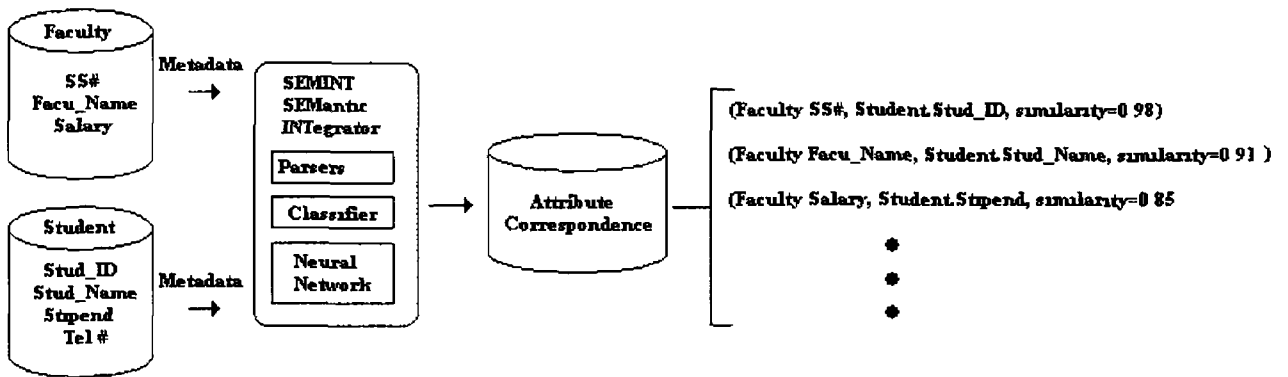 Faculty
SS#
Facu_Name
Salary
Metadata
Student
Stud_ID
Stud_Name
Stipend
Tel #
Metadata
SEMINT
SEMantic
INTegrator
Parsers
Classifier
Neural
Network
Attribute
Correspondence
(Faculty SS#, Student.Stud_ID, similarity=0 98)
(Faculty Facu_Name, Student.Stud_Name, similarity=0 91 )
(Faculty Salary, Student.Stipend, similarity=0 85